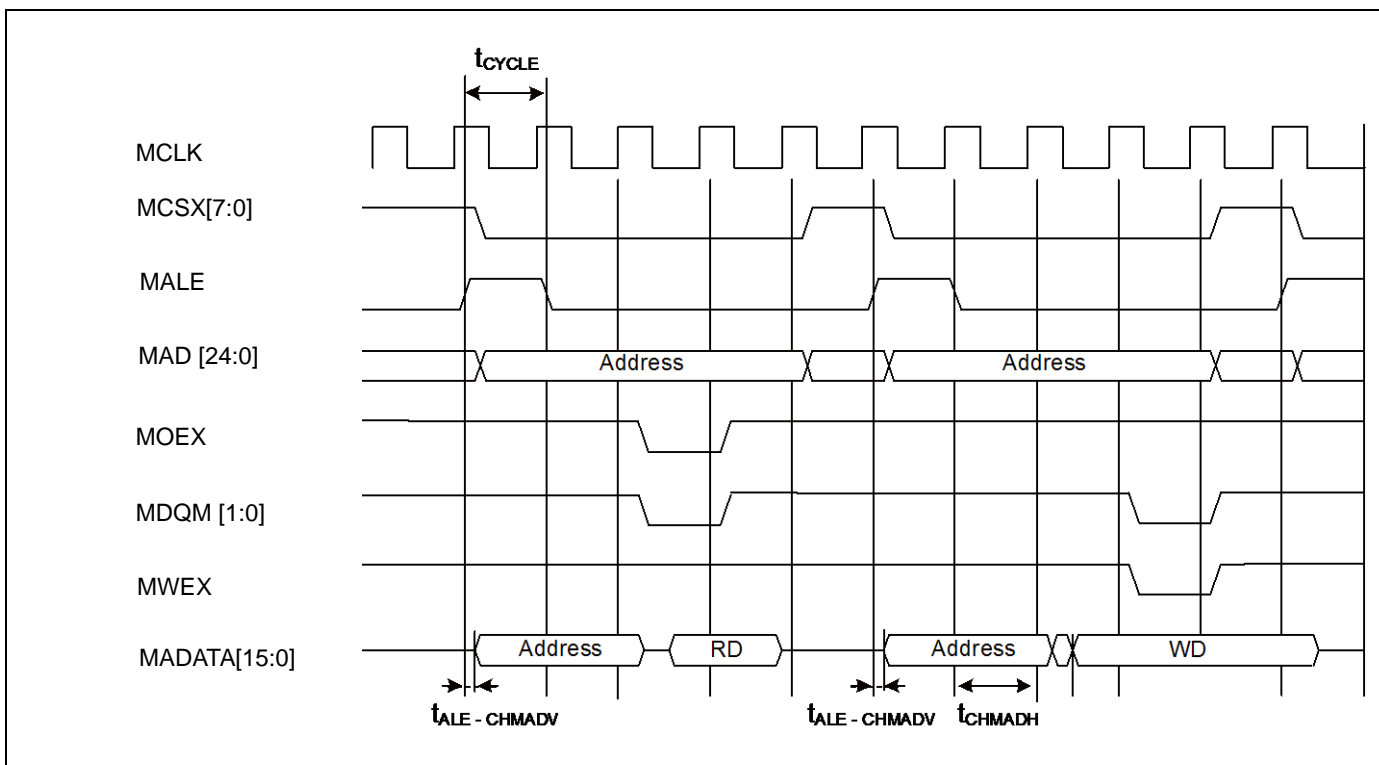 tCYCLE
MCLK
MCSX[7:0]
MALE
MAD [24:0]
Address
Address
MOEX
MDQM [1:0]
MWEX
MADATA[15:0]
Address
RD
Address
WD
tALE - CHMADV
tALE - CHMADV
tCHMADH